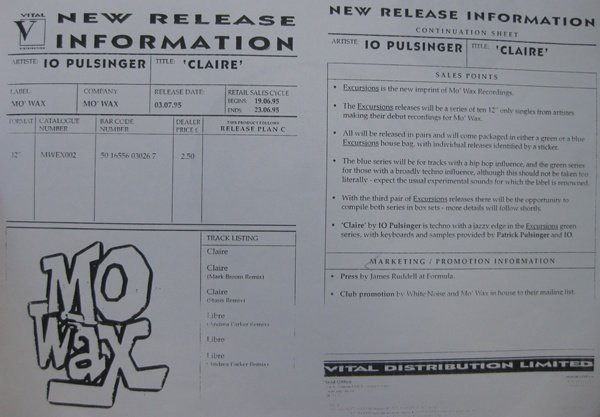 VITAL
V
DISTRIBUTION
NEW RELEASE
INFORMATION
ARTISTE: IO PULSINGER TITLE: 'CLAIRE'
LABEL: COMPANY RELEASE DATE: RETAIL SALES CYCLE
MO' WAX MO' WAX 03.07.95 BEGINS: 19.06.95
ENDS: 23.06.95
FORMAT CATALOGUE NUMBER BAR CODE NUMBER DEALER PRICE £ THIS PRODUCT FOLLOWS RELEASE PLAN C
12" MWEX002 50 16556 03026 7 2.50
MO
WAX
TRACK LISTING
Claire
Claire
(Mark Broom Remix)
Claire
Libre
(Andrea Parker Remix)
Libre
Libre
(Andrea Parker Remix)
NEW RELEASE INFORMATION
CONTINUATION SHEET
ARTISTE: IO PULSINGER TITLE: 'CLAIRE'
SALES POINTS
• Excursions is the new imprint of Mo' Wax Recordings.
• The Excursions releases will be a series of ten 12" only singles from artists
making their debut recordings for Mo' Wax.
• All will be released in pairs and will come packaged in either a green or a blue
Excursions house bag, with individual releases identified by a sticker.
• The blue series will be for tracks with a hip hop influence, and the green series
for those with a broadly techno influence, although this should not be taken too
literally - expect the usual experimental sounds for which the label is renowned.
• With the third pair of Excursions releases there will be the opportunity to
compile both series in box sets - more details will follow shortly.
• 'Claire' by IO Pulsinger is techno with a jazzy edge in the Excursions green
series, with keyboards and samples provided by Patrick Pulsinger and IO.
MARKETING / PROMOTION INFORMATION
• Press by James Ruddell at Formula.
• Club promotion by White Noise and Mo' Wax in house to their mailing list.
VITAL DISTRIBUTION LIMITED